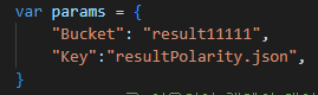 var params = {
"Bucket": "result11111",
"Key":"resultPolarity.json",
}